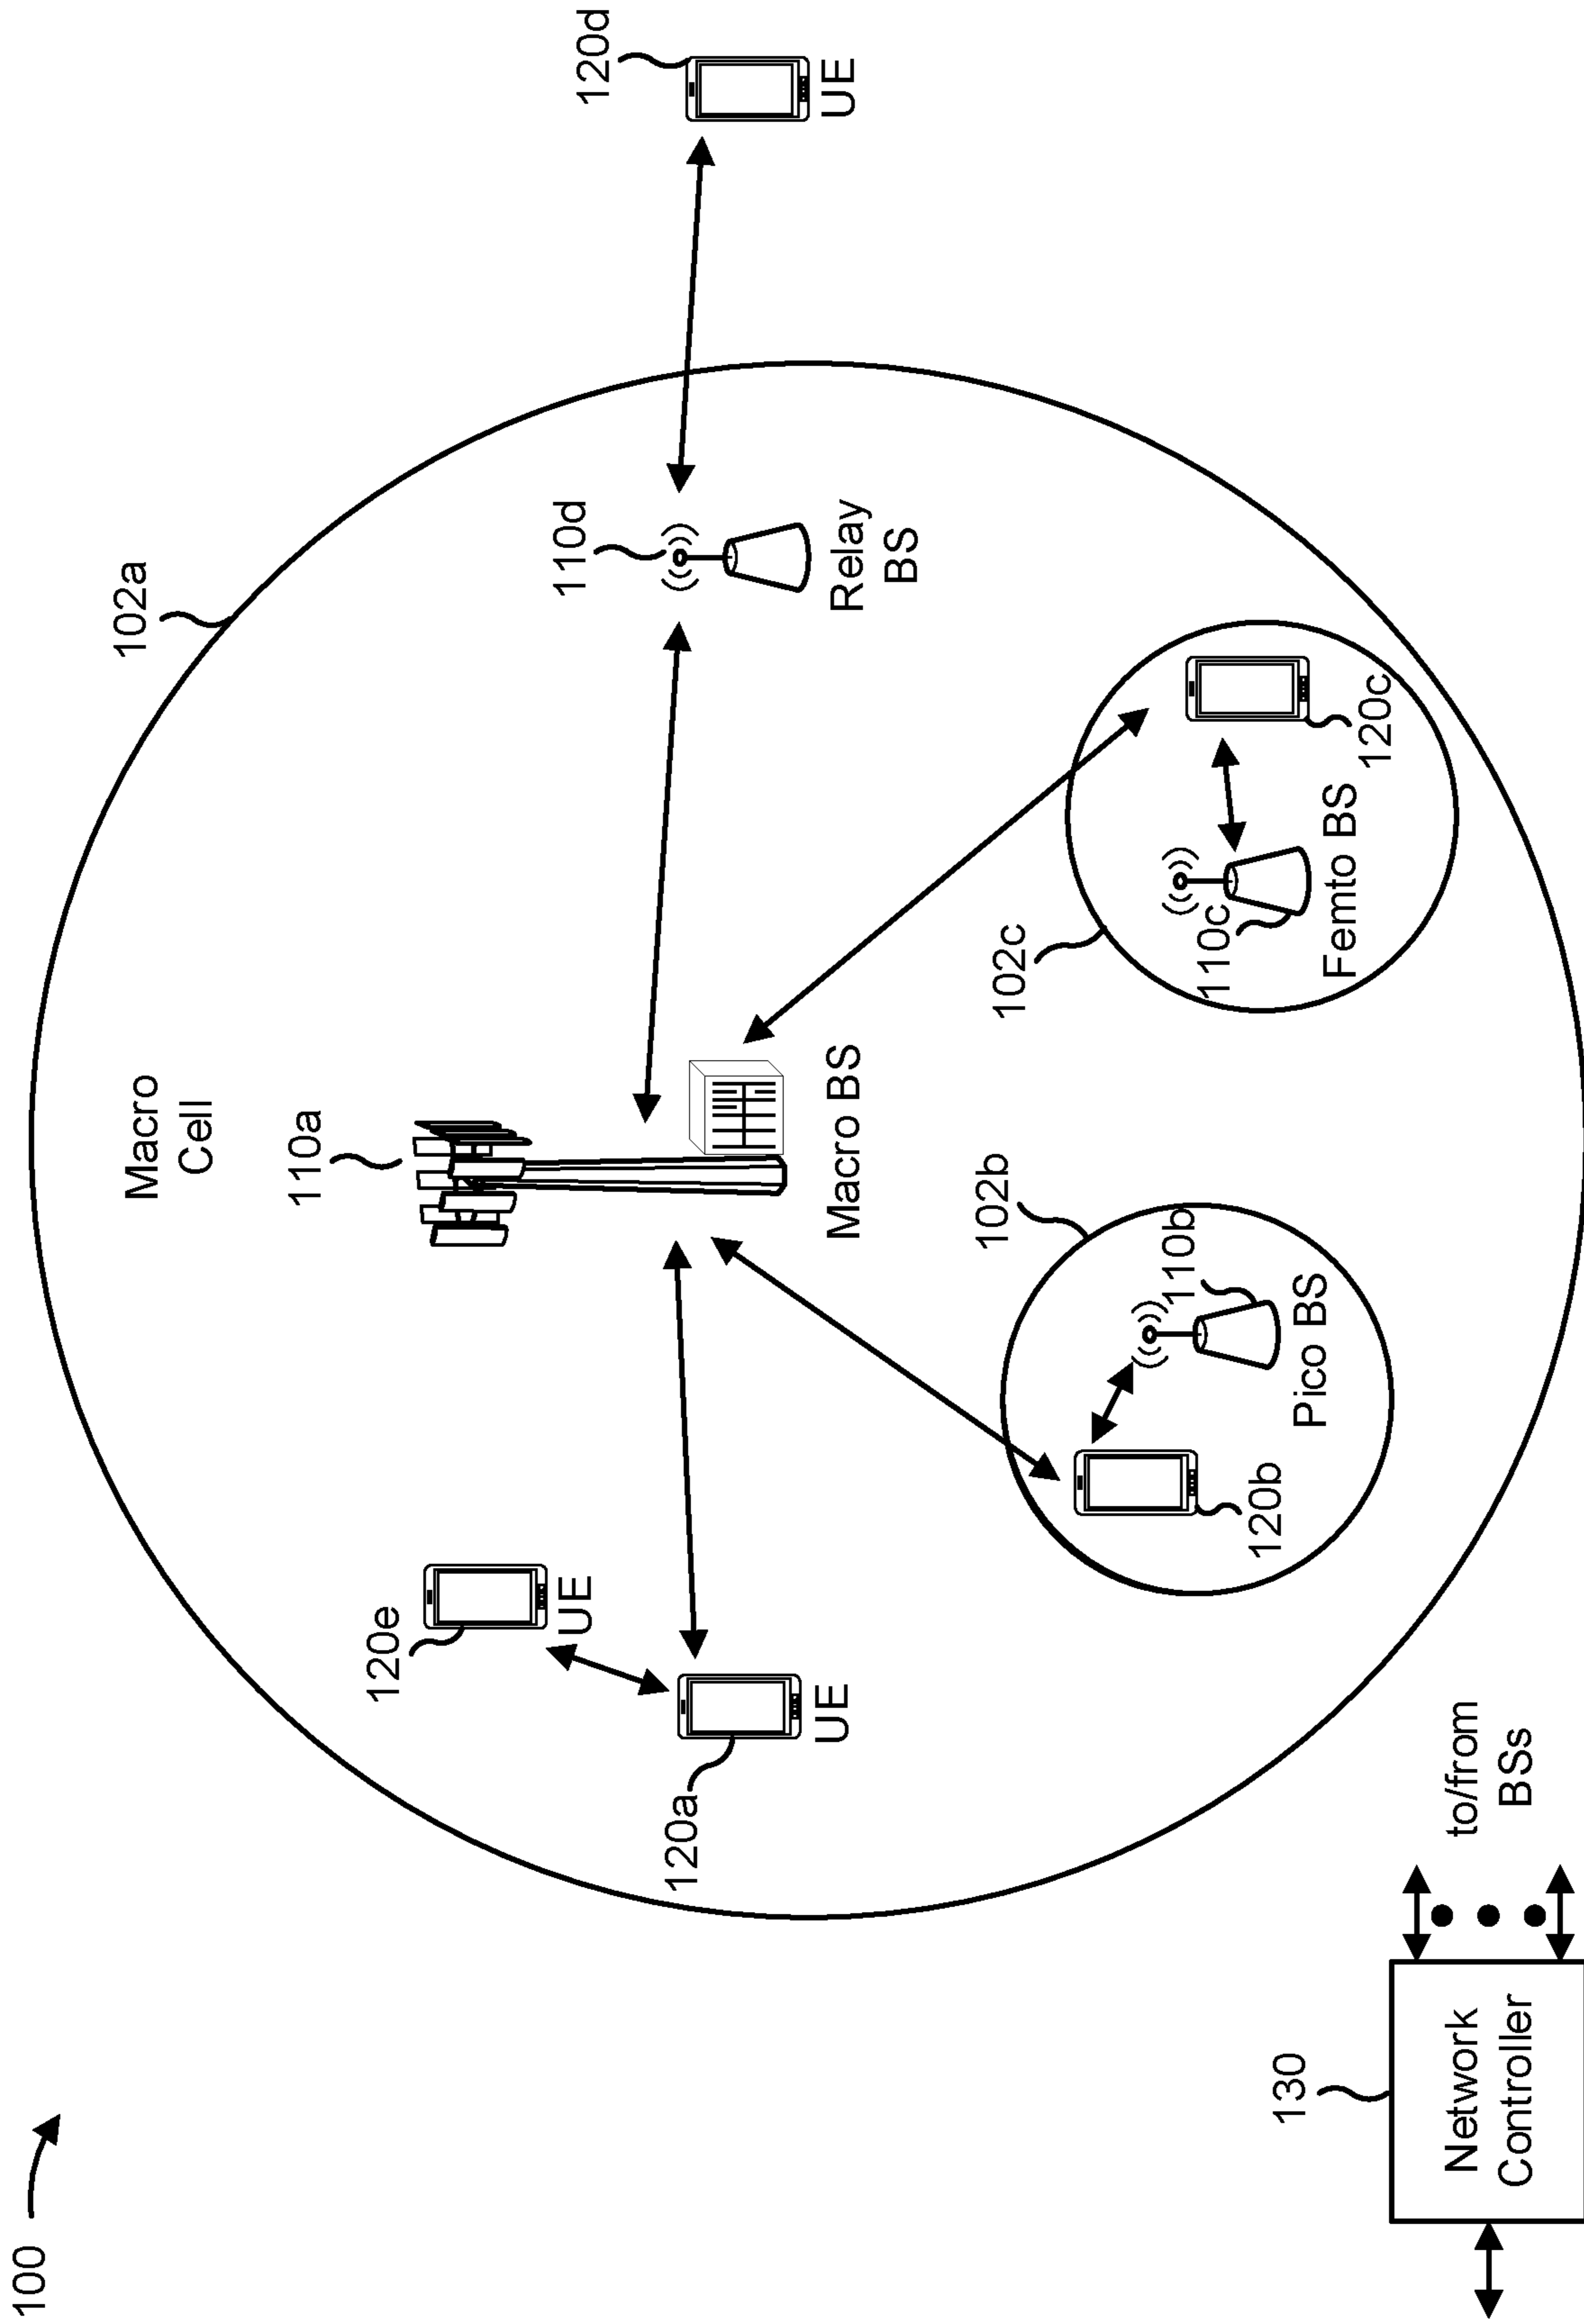 100
102a
Macro
Cell
110a
120e
UE
120a
UE
Macro BS
110d
Relay
BS
120d
UE
102b
110b
Pico BS
120b
102c
110c
Femto BS
120c
130
Network
Controller
to/from
BSs